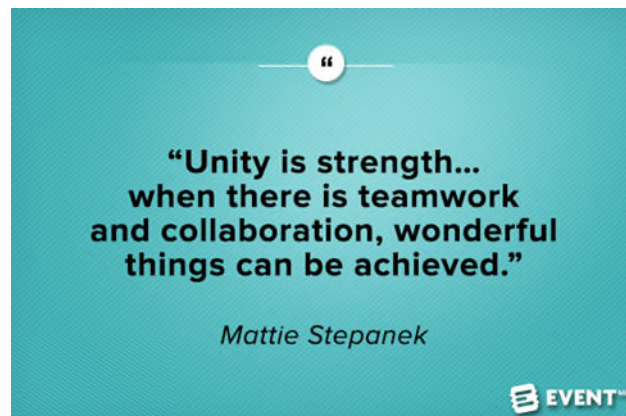 “
“Unity is strength...
when there is teamwork
and collaboration, wonderful
things can be achieved.”
Mattie Stepanek
EVENT